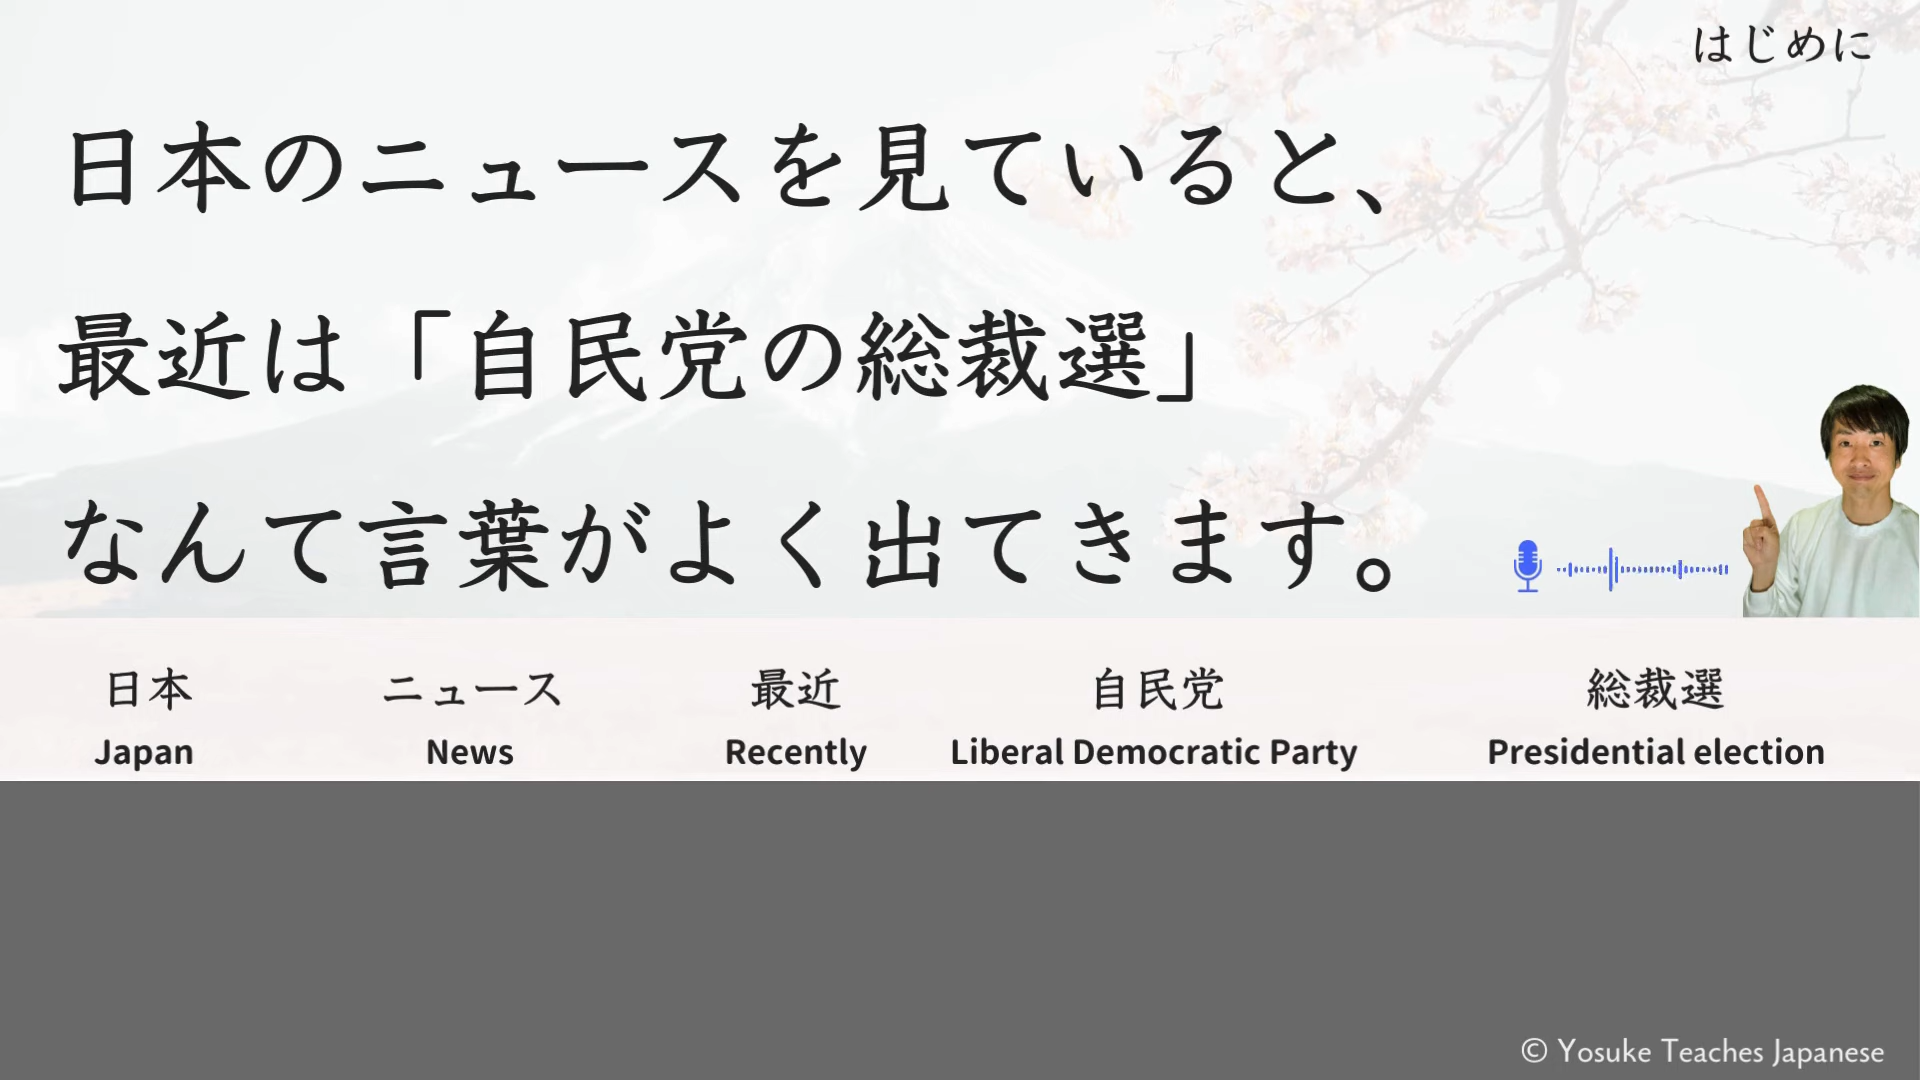 はじめに
日本のニュースを見ていると、
最近は「自民党の総裁選」
なんて言葉がよく出てきます。
日本 ニュース 最近 自民党 総裁選
Japan News Recently Liberal Democratic Party Presidential election
© Yosuke Teaches Japanese